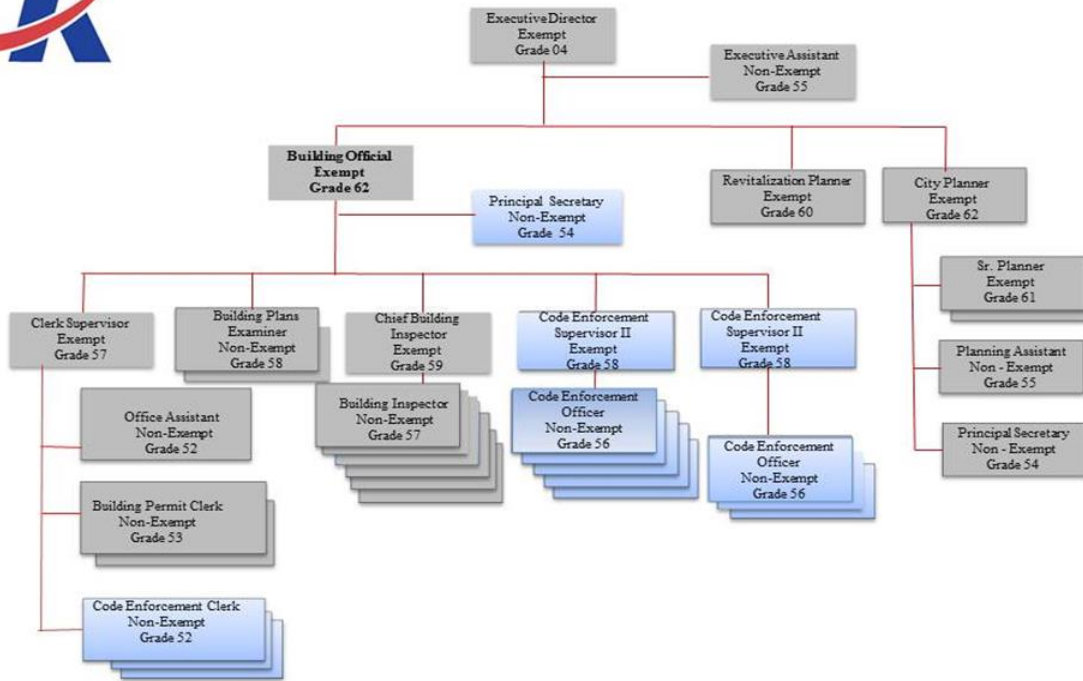 Executive Director
Exempt
Grade 04
Executive Assistant
Non-Exempt
Grade 55
Building Official
Exempt
Grade 62
Principal Secretary
Non-Exempt
Grade 54
Revitalization Planner
Exempt
Grade 60
City Planner
Exempt
Grade 62
Sr. Planner
Exempt
Grade 61
Planning Assistant
Non - Exempt
Grade 55
Principal Secretary
Non - Exempt
Grade 54
Clerk Supervisor
Exempt
Grade 57
Building Plans
Examiner
Non-Exempt
Grade 58
Chief Building
Inspector
Exempt
Grade 59
Code Enforcement
Supervisor II
Exempt
Grade 58
Code Enforcement
Supervisor II
Exempt
Grade 58
Office Assistant
Non-Exempt
Grade 52
Building Permit Clerk
Non-Exempt
Grade 53
Code Enforcement Clerk
Non-Exempt
Grade 52
Building Inspector
Non-Exempt
Grade 57
Code Enforcement
Officer
Non-Exempt
Grade 56
Code Enforcement
Officer
Non-Exempt
Grade 56